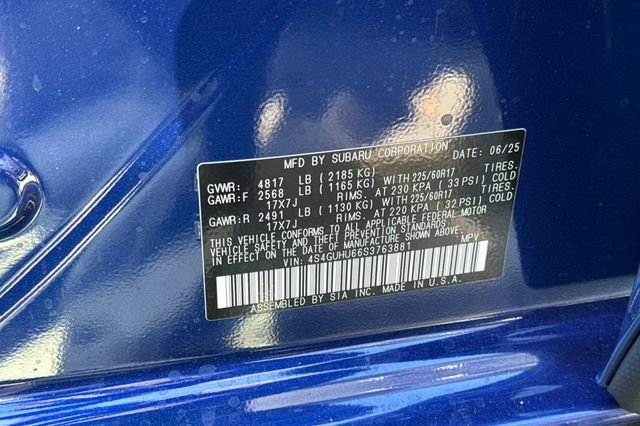 MFD BY SUBARU CORPORATION DATE: 06/25
GVWR: 4817 LB ( 2185 KG)
GAWR:F 2568 LB ( 1165 KG) WITH 225/60R17 TIRES.
17X7J RIMS. AT 230 KPA ( 33 PSI) COLD
GAWR:R 2491 LB ( 1130 KG) WITH 225/60R17 TIRES.
17X7J RIMS. AT 220 KPA ( 32 PSI) COLD
THIS VEHICLE CONFORMS TO ALL APPLICABLE FEDERAL MOTOR
VEHICLE SAFETY AND THEFT PREVENTION STANDARDS
IN EFFECT ON THE DATE OF MANUFACTURE SHOWN ABOVE.
VIN: 4S4GUHU66S3763881 MPV
ASSEMBLED BY SIA INC. MADE IN U.S.A.